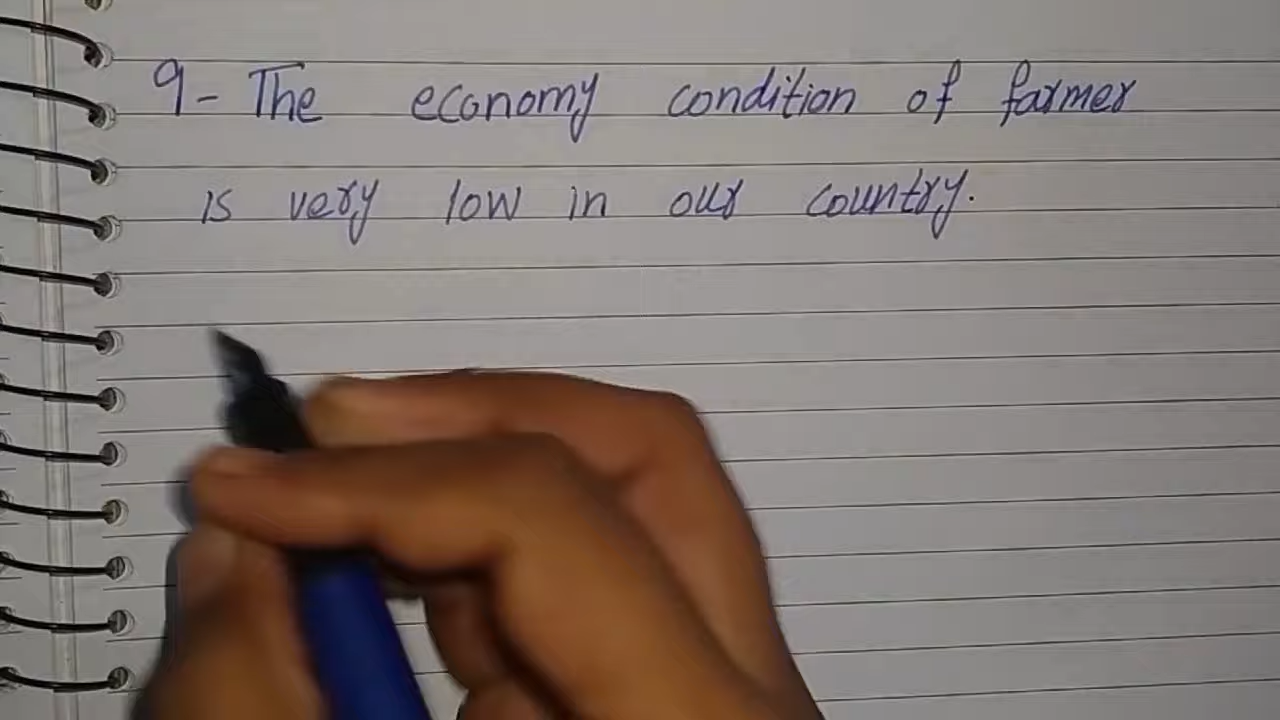 9- The economy condition of farmer
is very low in our country.